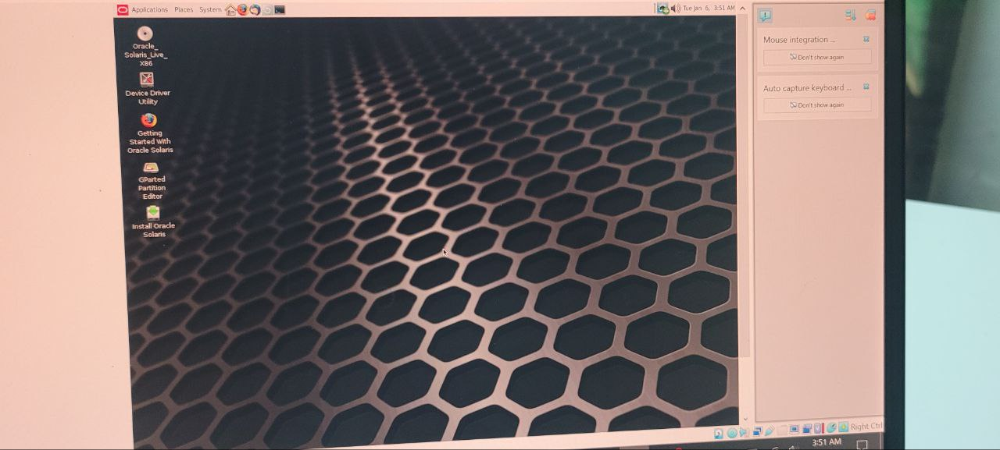 Applications Places System
Tue Jan 6, 3:51 AM
Oracle_
Solaris_Live_
X86
Device Driver
Utility
Getting
Started With
Oracle Solaris
GParted
Partition
Editor
Install Oracle
Solaris
Mouse integration ...
Don't show again
Auto capture keyboard ...
Don't show again
Right Ctrl
3:51 AM